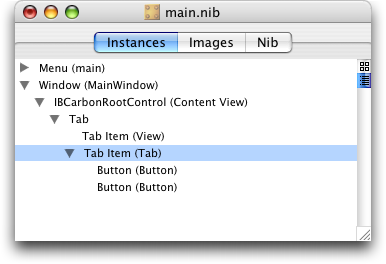 main.nib
Instances Images Nib
Menu (main)
Window (MainWindow)
IBCarbonRootControl (Content View)
Tab
Tab Item (View)
Tab Item (Tab)
Button (Button)
Button (Button)